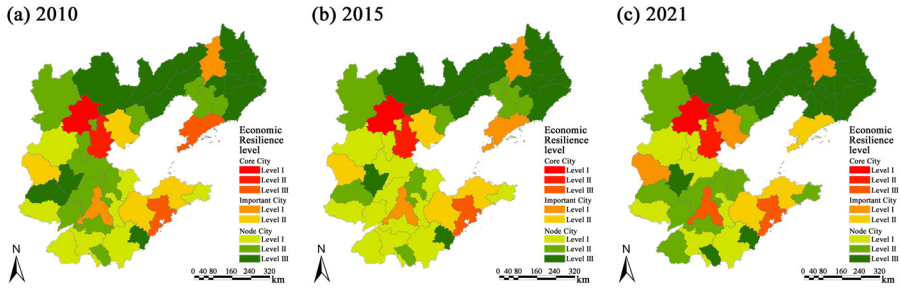 (a) 2010
Economic
Resilience
level
Core City
Level I
Level II
Level III
Important City
Level I
Level II
Node City
Level I
Level II
Level III
N
0 40 80 160 240 320
km
(b) 2015
Economic
Resilience
level
Core City
Level I
Level II
Level III
Important City
Level I
Level II
Node City
Level I
Level II
Level III
N
0 40 80 160 240 320
km
(c) 2021
Economic
Resilience
level
Core City
Level I
Level II
Level III
Important City
Level I
Level II
Node City
Level I
Level II
Level III
N
0 40 80 160 240 320
km